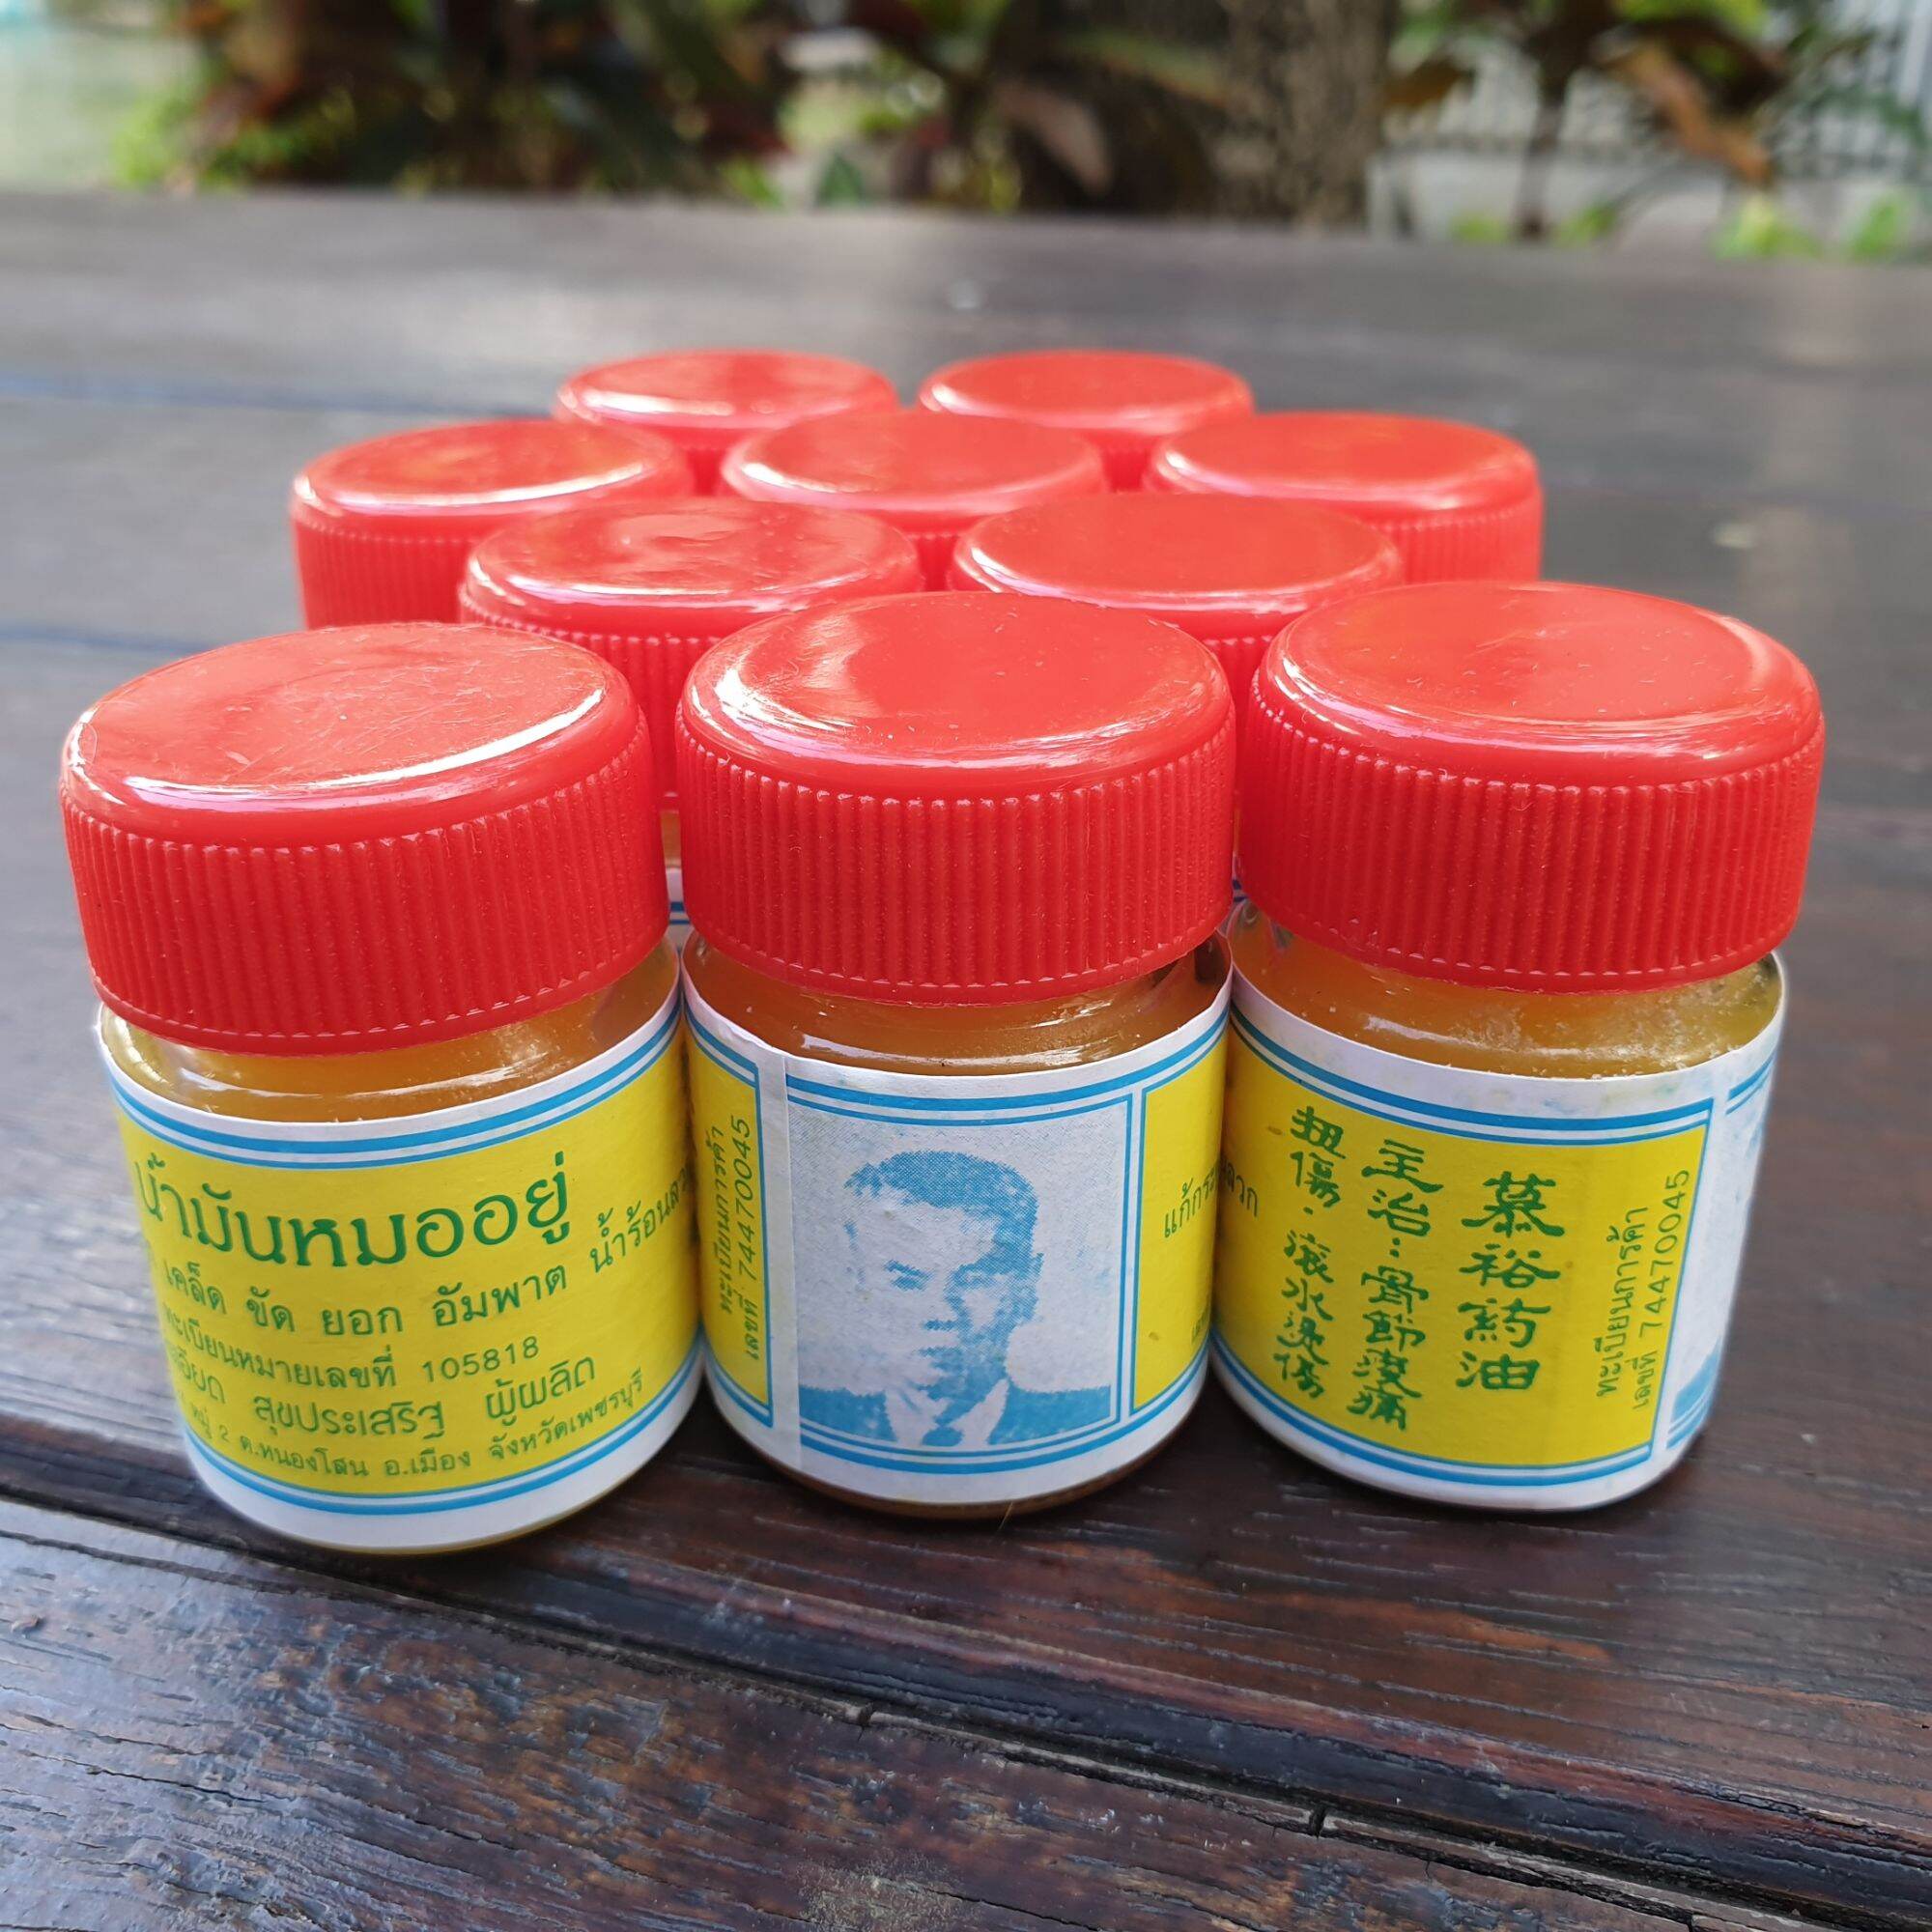 น้ำมันหมออยู่
เคล็ด ขัด ยอก อัมพาต น้ำร้อนลวก
ทะเบียนหมายเลขที่ 105818
สุขประเสริฐ ผู้ผลิต
หมู่ 2 ต.หนองโสน อ.เมือง จังหวัดเพชรบุรี
ทะเบียนการค้า
เลขที่ 74470045
慕裕药油
主治:骨節凌痛
扭傷·滾水燙傷
ทะเบียนการค้า
เลขที่ 74470045